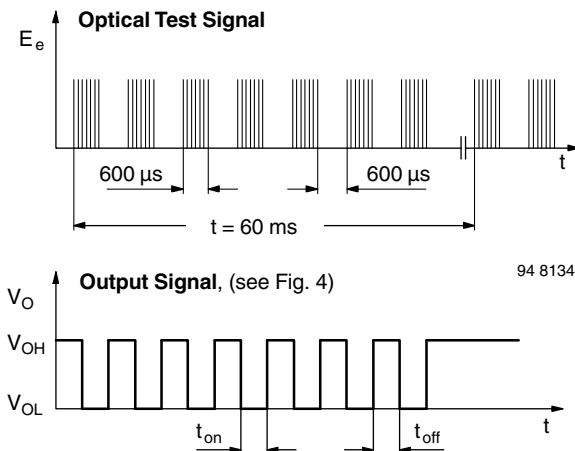 Optical Test Signal
E e
600 µs
600 µs
t
t = 60 ms
94 8134
Output Signal, (see Fig. 4)
V O
V OH
V OL
t on
t off
t